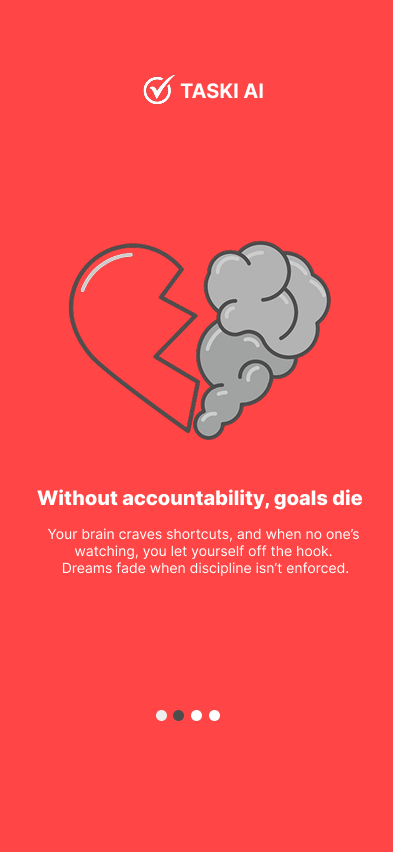 TASKI AI
Without accountability, goals die
Your brain craves shortcuts, and when no one’s
watching, you let yourself off the hook.
Dreams fade when discipline isn’t enforced.